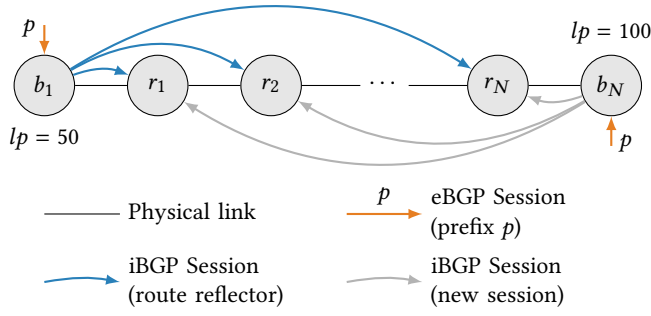 p
lp = 100
b1 r1 r2 ··· rN bN
lp = 50
p
Physical link
p
eBGP Session
(prefix p)
iBGP Session
(route reflector)
iBGP Session
(new session)